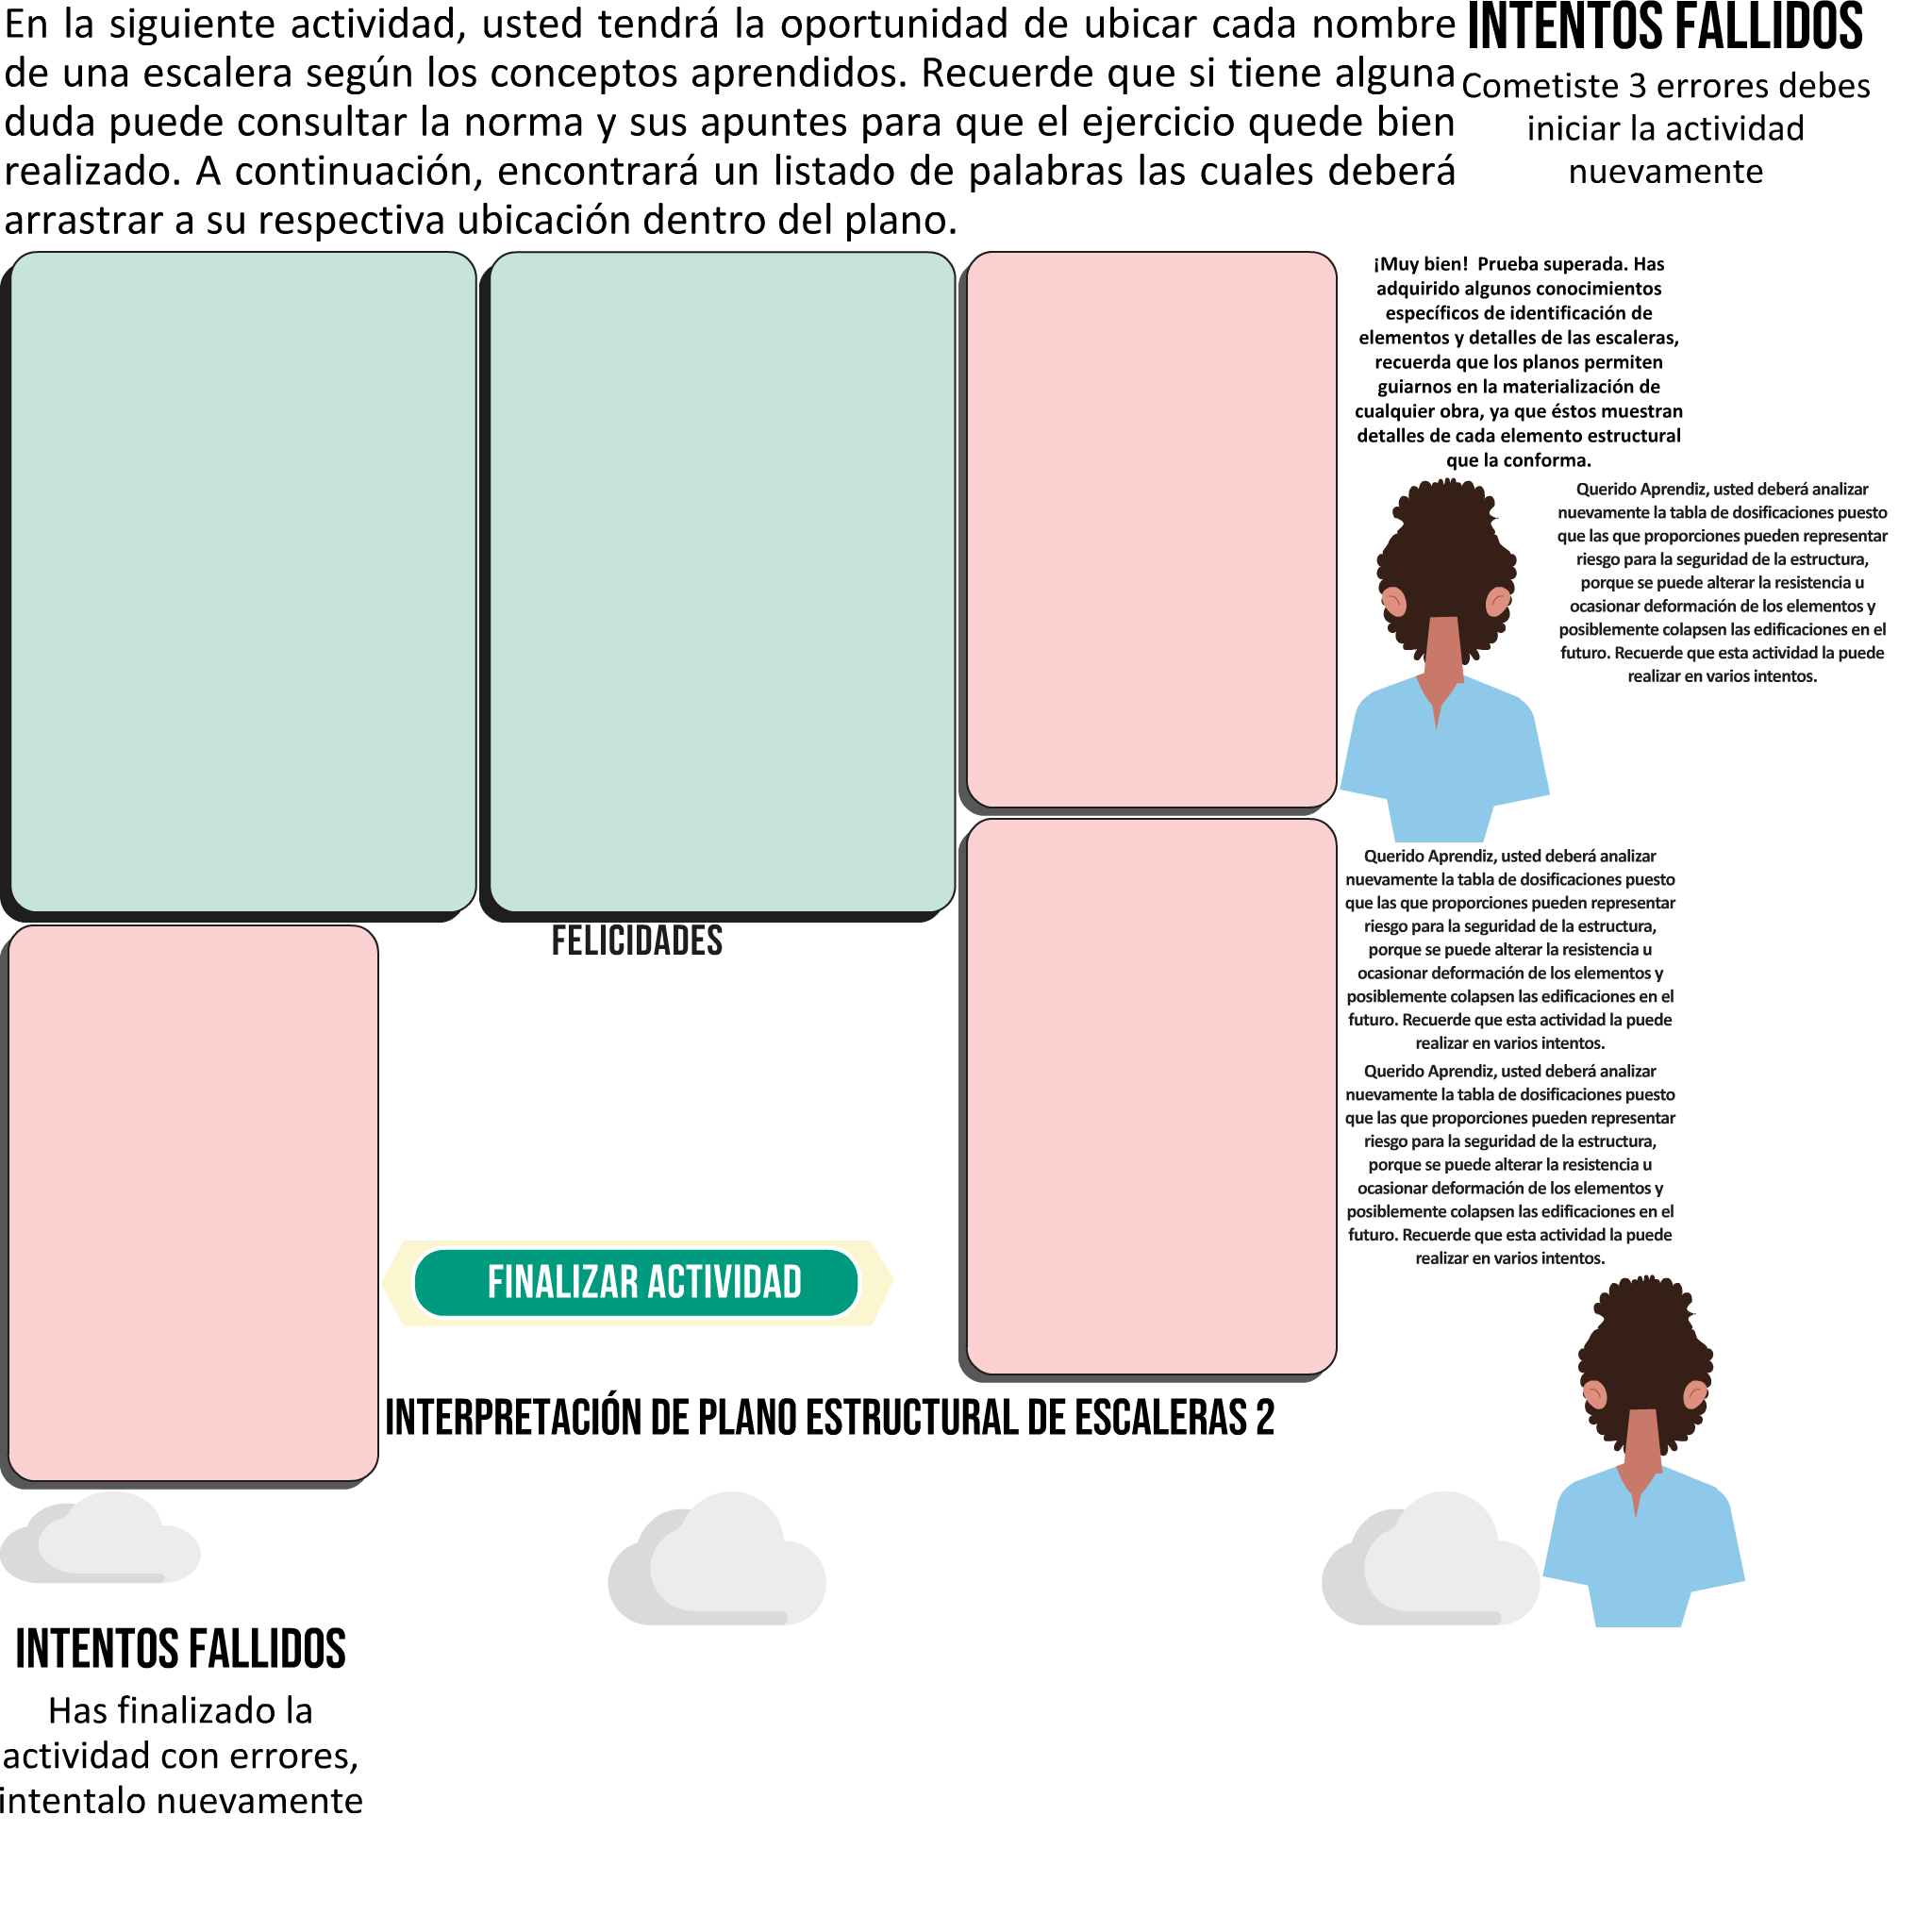 En la siguiente actividad, usted tendrá la oportunidad de ubicar cada nombre
de una escalera según los conceptos aprendidos. Recuerde que si tiene alguna
duda puede consultar la norma y sus apuntes para que el ejercicio quede bien
realizado. A continuación, encontrará un listado de palabras las cuales deberá
arrastrar a su respectiva ubicación dentro del plano.
INTENTOS FALLIDOS
Cometiste 3 errores debes
iniciar la actividad
nuevamente
¡Muy bien! Prueba superada. Has
adquirido algunos conocimientos
específicos de identificación de
elementos y detalles de las escaleras,
recuerda que los planos permiten
guiarnos en la materialización de
cualquier obra, ya que éstos muestran
detalles de cada elemento estructural
que la conforma.
Querido Aprendiz, usted deberá analizar
nuevamente la tabla de dosificaciones puesto
que las que proporciones pueden representar
riesgo para la seguridad de la estructura,
porque se puede alterar la resistencia u
ocasionar deformación de los elementos y
posiblemente colapsen las edificaciones en el
futuro. Recuerde que esta actividad la puede
realizar en varios intentos.
Querido Aprendiz, usted deberá analizar
nuevamente la tabla de dosificaciones puesto
que las que proporciones pueden representar
riesgo para la seguridad de la estructura,
porque se puede alterar la resistencia u
ocasionar deformación de los elementos y
posiblemente colapsen las edificaciones en el
futuro. Recuerde que esta actividad la puede
realizar en varios intentos.
Querido Aprendiz, usted deberá analizar
nuevamente la tabla de dosificaciones puesto
que las que proporciones pueden representar
riesgo para la seguridad de la estructura,
porque se puede alterar la resistencia u
ocasionar deformación de los elementos y
posiblemente colapsen las edificaciones en el
futuro. Recuerde que esta actividad la puede
realizar en varios intentos.
FELICIDADES
FINALIZAR ACTIVIDAD
INTERPRETACIÓN DE PLANO ESTRUCTURAL DE ESCALERAS 2
INTENTOS FALLIDOS
Has finalizado la
actividad con errores,
intentalo nuevamente